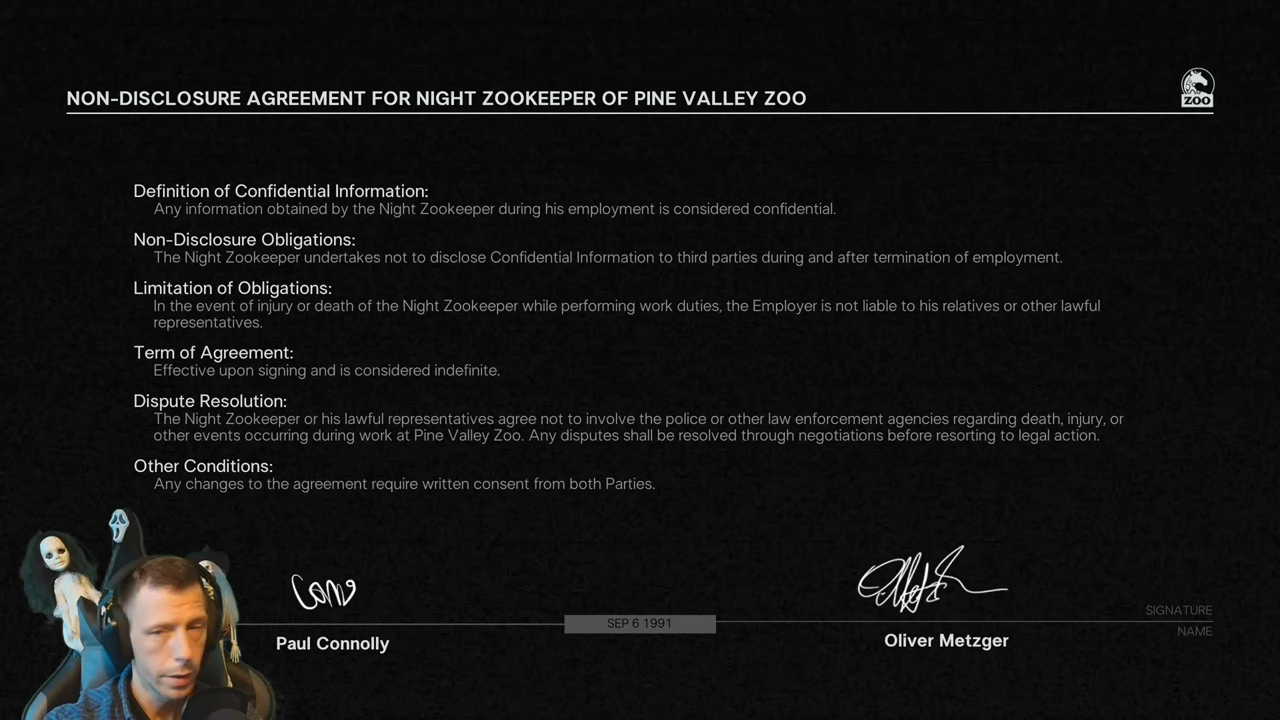 NON-DISCLOSURE AGREEMENT FOR NIGHT ZOOKEEPER OF PINE VALLEY ZOO
ZOO
Definition of Confidential Information:
Any information obtained by the Night Zookeeper during his employment is considered confidential.
Non-Disclosure Obligations:
The Night Zookeeper undertakes not to disclose Confidential Information to third parties during and after termination of employment.
Limitation of Obligations:
In the event of injury or death of the Night Zookeeper while performing work duties, the Employer is not liable to his relatives or other lawful
representatives.
Term of Agreement:
Effective upon signing and is considered indefinite.
Dispute Resolution:
The Night Zookeeper or his lawful representatives agree not to involve the police or other law enforcement agencies regarding death, injury, or
other events occurring during work at Pine Valley Zoo. Any disputes shall be resolved through negotiations before resorting to legal action.
Other Conditions:
Any changes to the agreement require written consent from both Parties.
SIGNATURE
SEP 6 1991
NAME
Paul Connolly
Oliver Metzger